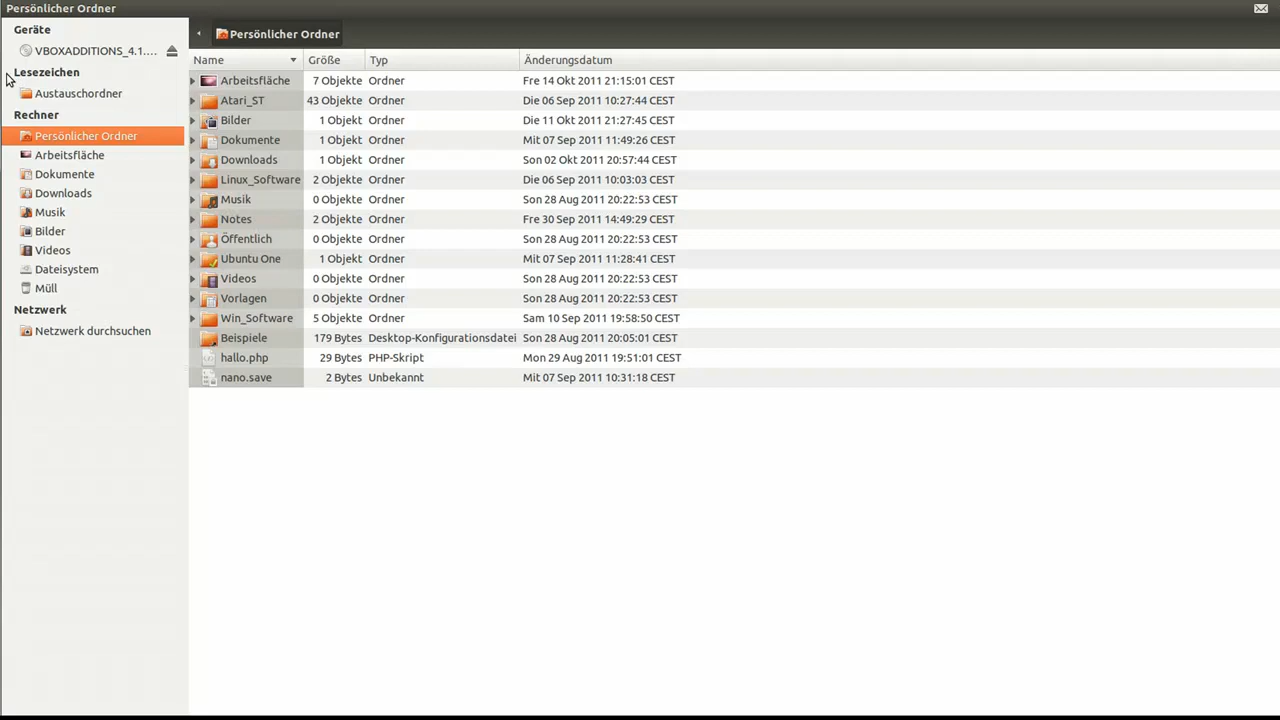 Persönlicher Ordner
Geräte
VBOXADDITIONS_4.1....
Lesezeichen
Austauschordner
Rechner
Persönlicher Ordner
Arbeitsfläche
Dokumente
Downloads
Musik
Bilder
Videos
Dateisystem
Müll
Netzwerk
Netzwerk durchsuchen
Persönlicher Ordner
Name Größe Typ Änderungsdatum
Arbeitsfläche 7 Objekte Ordner Fre 14 Okt 2011 21:15:01 CEST
Atari_ST 43 Objekte Ordner Die 06 Sep 2011 10:27:44 CEST
Bilder 1 Objekt Ordner Die 11 Okt 2011 21:27:45 CEST
Dokumente 1 Objekt Ordner Mit 07 Sep 2011 11:49:26 CEST
Downloads 1 Objekt Ordner Son 02 Okt 2011 20:57:44 CEST
Linux_Software 2 Objekte Ordner Die 06 Sep 2011 10:03:03 CEST
Musik 0 Objekte Ordner Son 28 Aug 2011 20:22:53 CEST
Notes 2 Objekte Ordner Fre 30 Sep 2011 14:49:29 CEST
Öffentlich 0 Objekte Ordner Son 28 Aug 2011 20:22:53 CEST
Ubuntu One 1 Objekt Ordner Mit 07 Sep 2011 11:28:41 CEST
Videos 0 Objekte Ordner Son 28 Aug 2011 20:22:53 CEST
Vorlagen 0 Objekte Ordner Son 28 Aug 2011 20:22:53 CEST
Win_Software 5 Objekte Ordner Sam 10 Sep 2011 19:58:50 CEST
Beispiele 179 Bytes Desktop-Konfigurationsdatei Son 28 Aug 2011 20:05:01 CEST
hallo.php 29 Bytes PHP-Skript Mon 29 Aug 2011 19:51:01 CEST
nano.save 2 Bytes Unbekannt Mit 07 Sep 2011 10:31:18 CEST